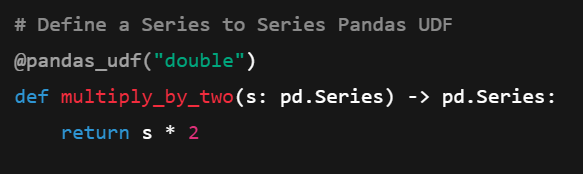 # Define a Series to Series Pandas UDF
@pandas_udf("double")
def multiply_by_two(s: pd.Series) -> pd.Series:
    return s * 2